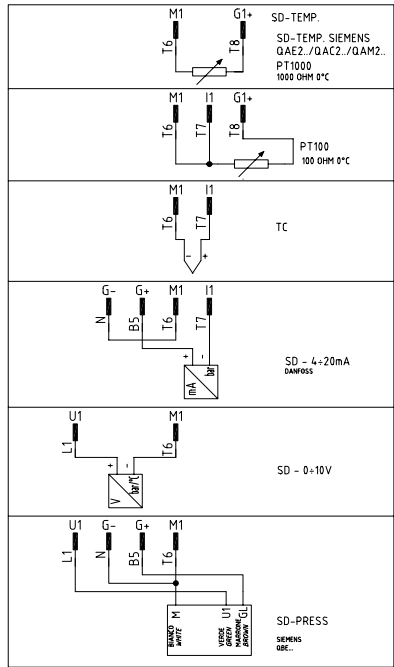 M1 G1+
T6 T8
SD-TEMP.
SD-TEMP. SIEMENS
QAE2../QAC2../QAM2..
PT1000
1000 OHM 0°C
M1 I1 G1+
T6 T7 T8
PT100
100 OHM 0°C
M1 I1
T6 T7
- +
TC
G- G+ M1 I1
N B5 T6 T7
+ -
mA bar
SD - 4÷20mA
DANFOSS
U1 M1
L1 T6
+ -
V bar/°C
SD - 0÷10V
U1 G- G+ M1
L1 N B5 T6
M U1 GL
BIANCO VERDE MARRONE
WHITE GREEN BROWN
SD-PRESS
SIEMENS
QBE..